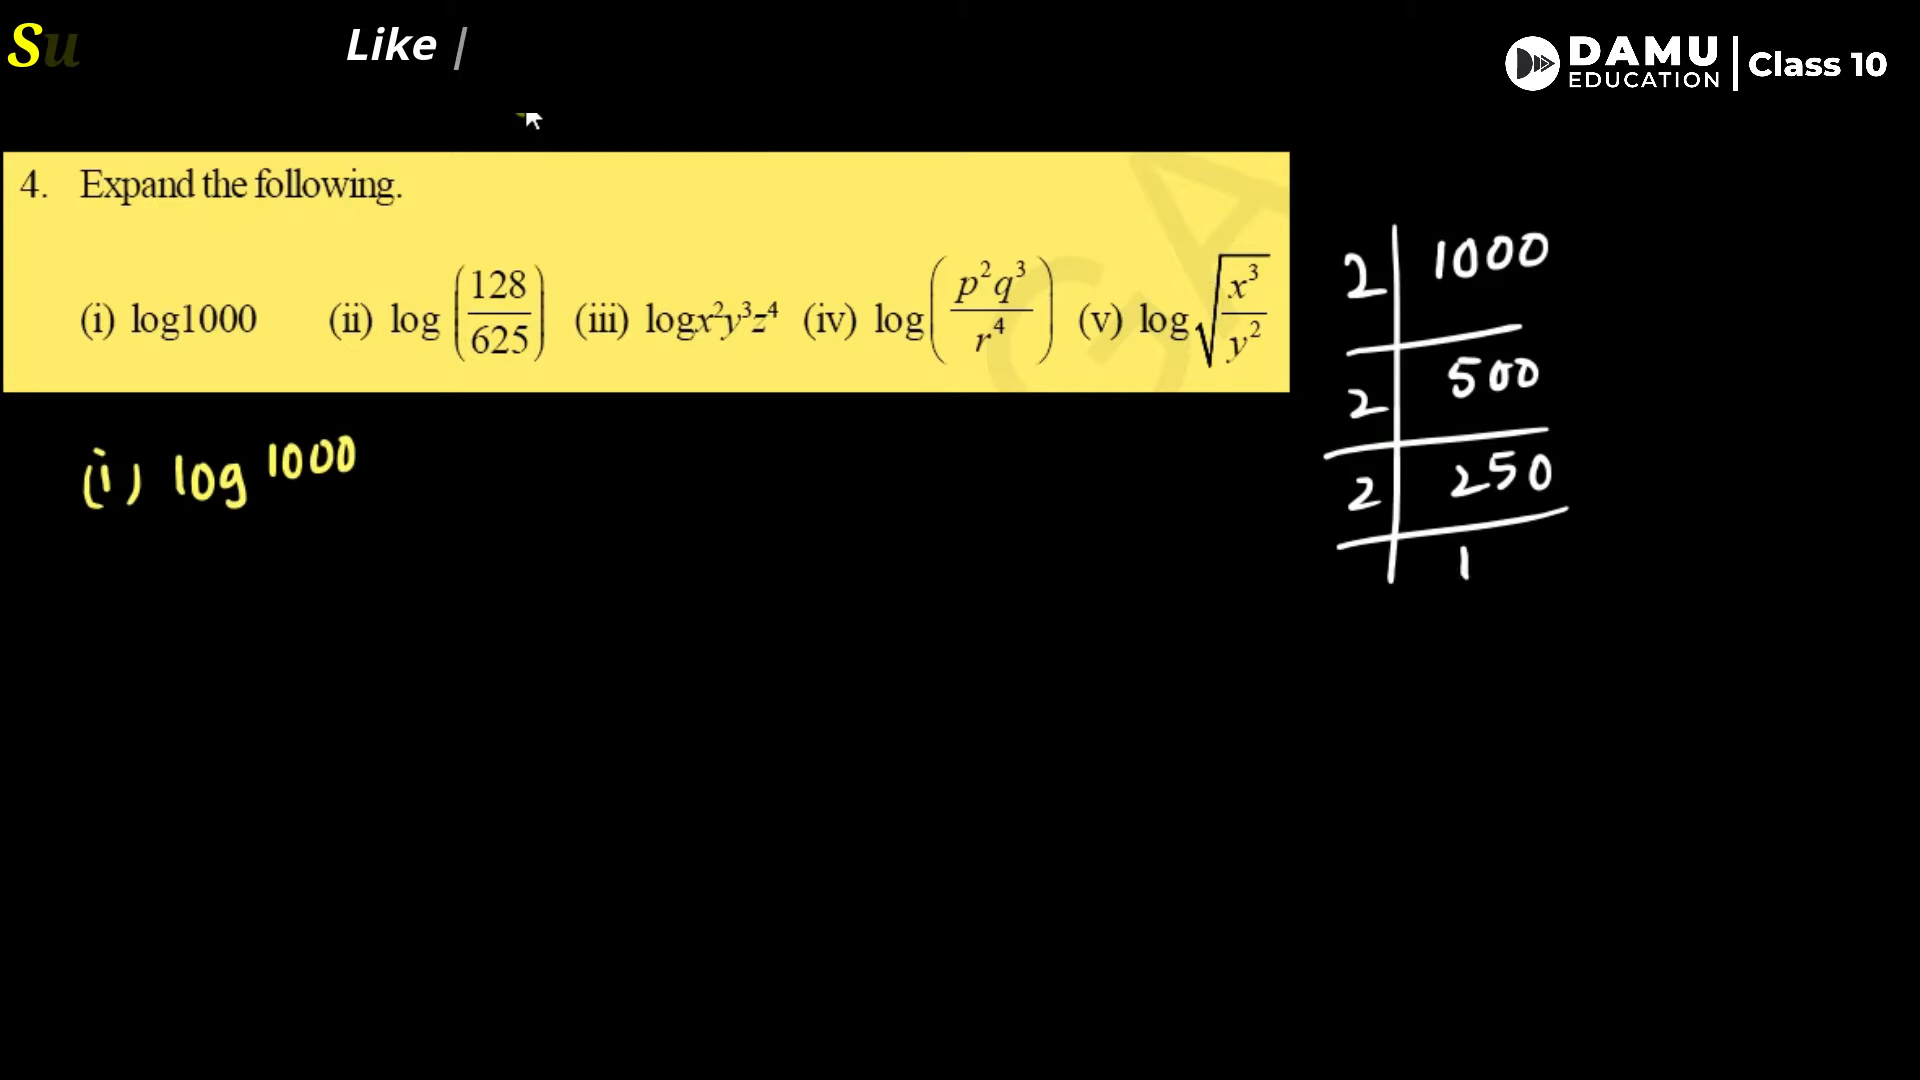 Su Like |
DAMU EDUCATION | Class 10
4. Expand the following.
(i) log1000 (ii) log (128/625) (iii) logx²y³z⁴ (iv) log(p²q³/r⁴) (v) log√(x³/y²)
(i) log 1000
2 | 1000
2 | 500
2 | 250
| 1